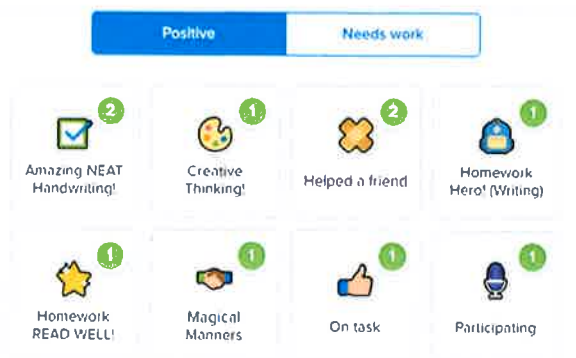 Positive
Needs work
2
1
2
1
Amazing NEAT
Handwriting!
Creative
Thinking!
Helped a friend
Homework
Hero! (Writing)
1
1
1
1
Homework
READ WELL!
Magical
Manners
On task
Participating